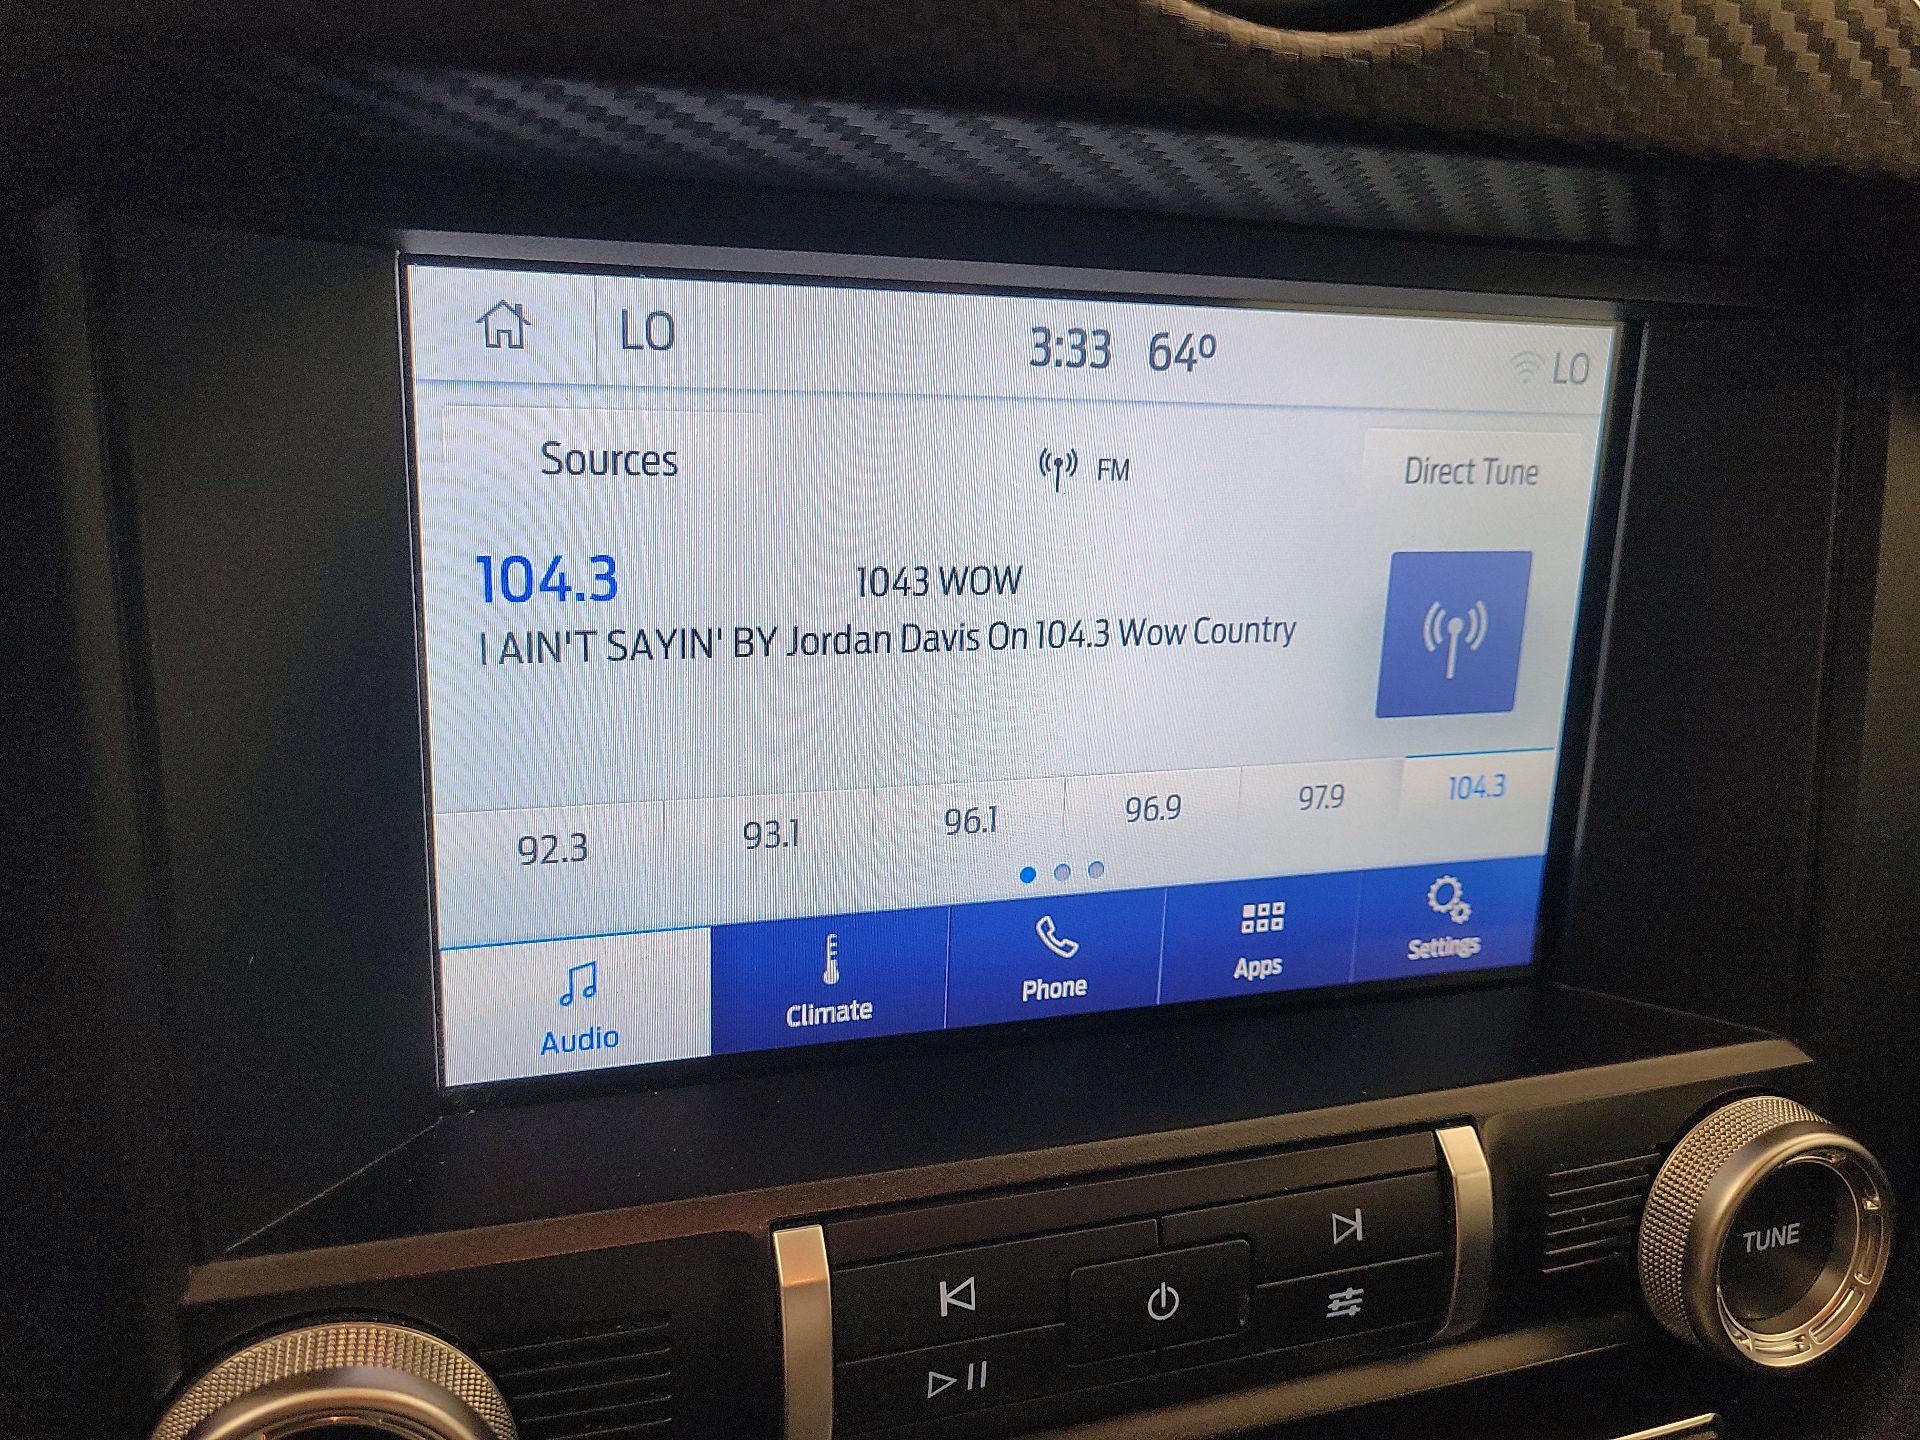 LO 3:33 64° LO
Sources FM Direct Tune
104.3 1043 WOW
I AIN'T SAYIN' BY Jordan Davis On 104.3 Wow Country
92.3 93.1 96.1 96.9 97.9 104.3
Audio Climate Phone Apps Settings
TUNE